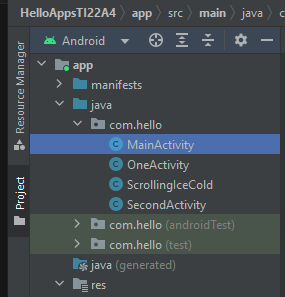 HelloAppsTI22A4 app src main java
Resource Manager
Project
Android
app
manifests
java
com.hello
MainActivity
OneActivity
ScrollingIceCold
SecondActivity
com.hello (androidTest)
com.hello (test)
java (generated)
res